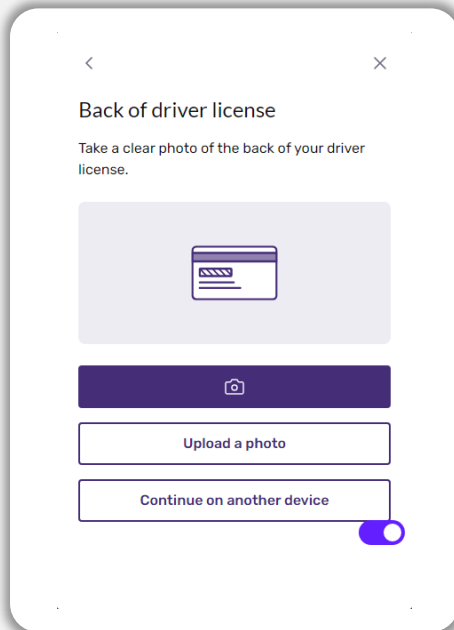 Back of driver license
Take a clear photo of the back of your driver
license.
Upload a photo
Continue on another device